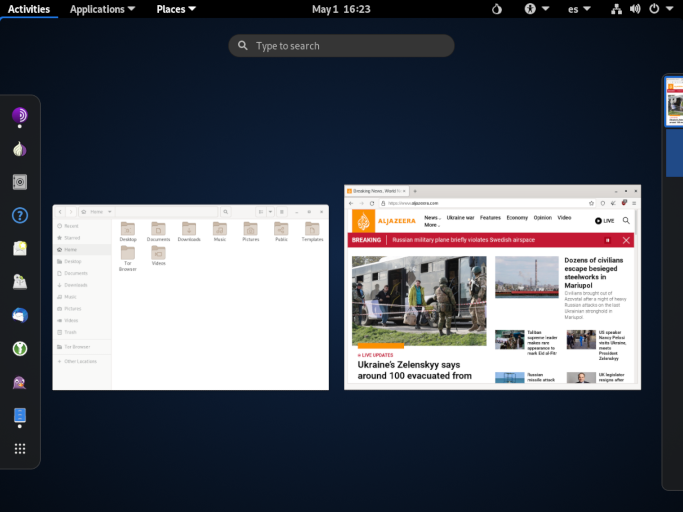 Activities Applications Places May 1 16:23 es
Type to search
Home
Recent
Starred
Home
Desktop
Documents
Downloads
Music
Pictures
Videos
Trash
Tor Browser
Other Locations
Desktop Documents Downloads Music Pictures Public Templates
Tor Browser Videos
Breaking News, World
https://www.aljazeera.com
ALJAZEERA
News Ukraine war Features Economy Opinion Video
More
LIVE
BREAKING Russian military plane briefly violates Swedish airspace
LIVE UPDATES
Ukraine's Zelenskyy says
around 100 evacuated from
Dozens of civilians
escape besieged
steelworks in
Mariupol
Civilians brought out of
Azovstal after a night of heavy
Russian attacks on the last
Ukrainian stronghold in
Mariupol
Taliban
supreme leader
makes rare
appearance to
mark Eid al-Fitr
US speaker
Nancy Pelosi
visits Ukraine,
meets
President
Zelenskyy
Russian
missile attack
UK legislator
resigns after